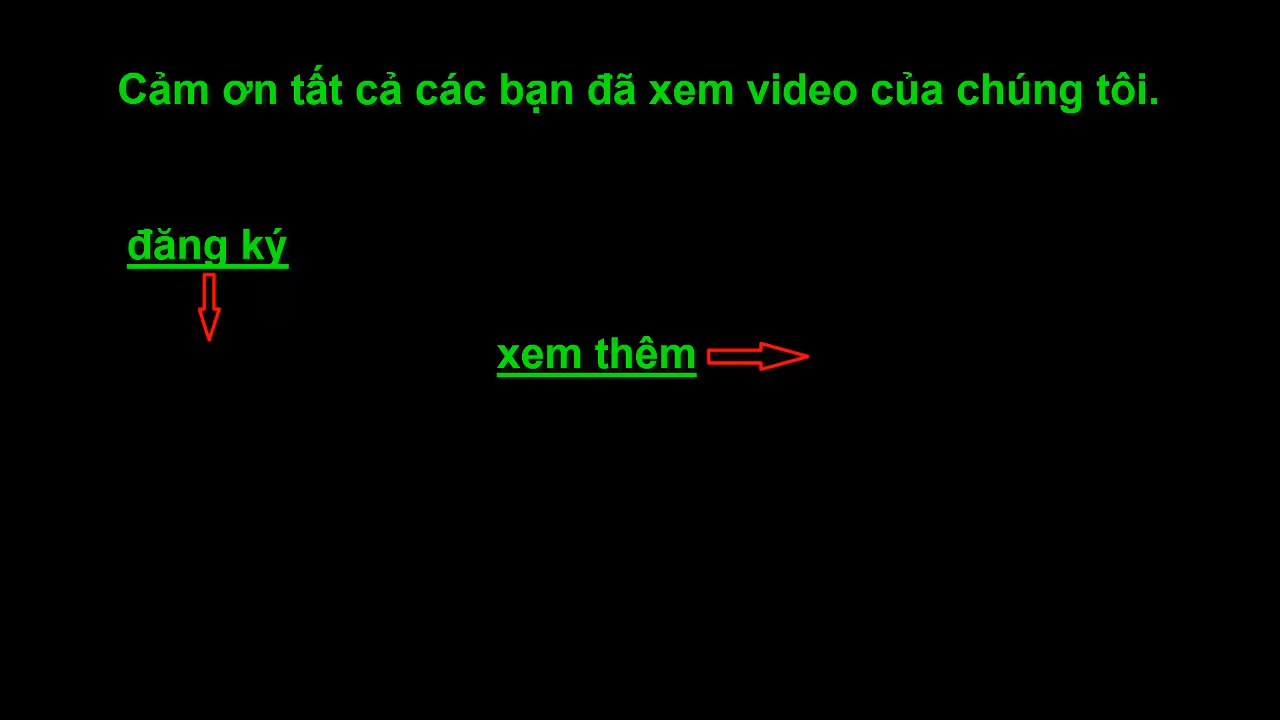 Cảm ơn tất cả các bạn đã xem video của chúng tôi.
đăng ký
xem thêm